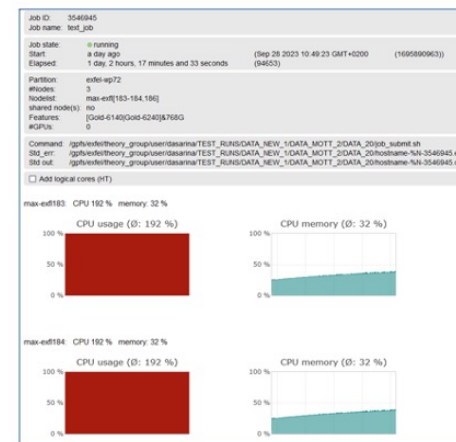 Job ID: 3546945
Job name: text_job
Job state: running
Start: a day ago (Sep 28 2023 10:49:23 GMT+0200 (1695890963))
Elapsed: 1 day, 2 hours, 17 minutes and 33 seconds (94653)
Partition: exfel-wp72
#Nodes: 3
Nodelist: max-exfl[183-184,186]
shared node(s): no
Features: [Gold-6140|Gold-6240]&768G
#GPUs: 0
Command: /gpfs/exfel/theory_group/user/dasarina/TEST_RUNS/DATA_NEW_1/DATA_MOTT_2/DATA_20/job_submit.sh
Std_err: /gpfs/exfel/theory_group/user/dasarina/TEST_RUNS/DATA_NEW_1/DATA_MOTT_2/DATA_20/hostname-%N-3546945.e
Std out: /gpfs/exfel/theory_group/user/dasarina/TEST_RUNS/DATA_NEW_1/DATA_MOTT_2/DATA_20/hostname-%N-3546945.
Add logical cores (HT)
max-exfl183: CPU 192 % memory: 32 %
CPU usage (Ø: 192 %) CPU memory (Ø: 32 %)
100 % 100 %
50 % 50 %
0 % 0 %
max-exfl184: CPU 192 % memory: 32 %
CPU usage (Ø: 192 %) CPU memory (Ø: 32 %)
100 % 100 %
50 % 50 %
0 % 0 %